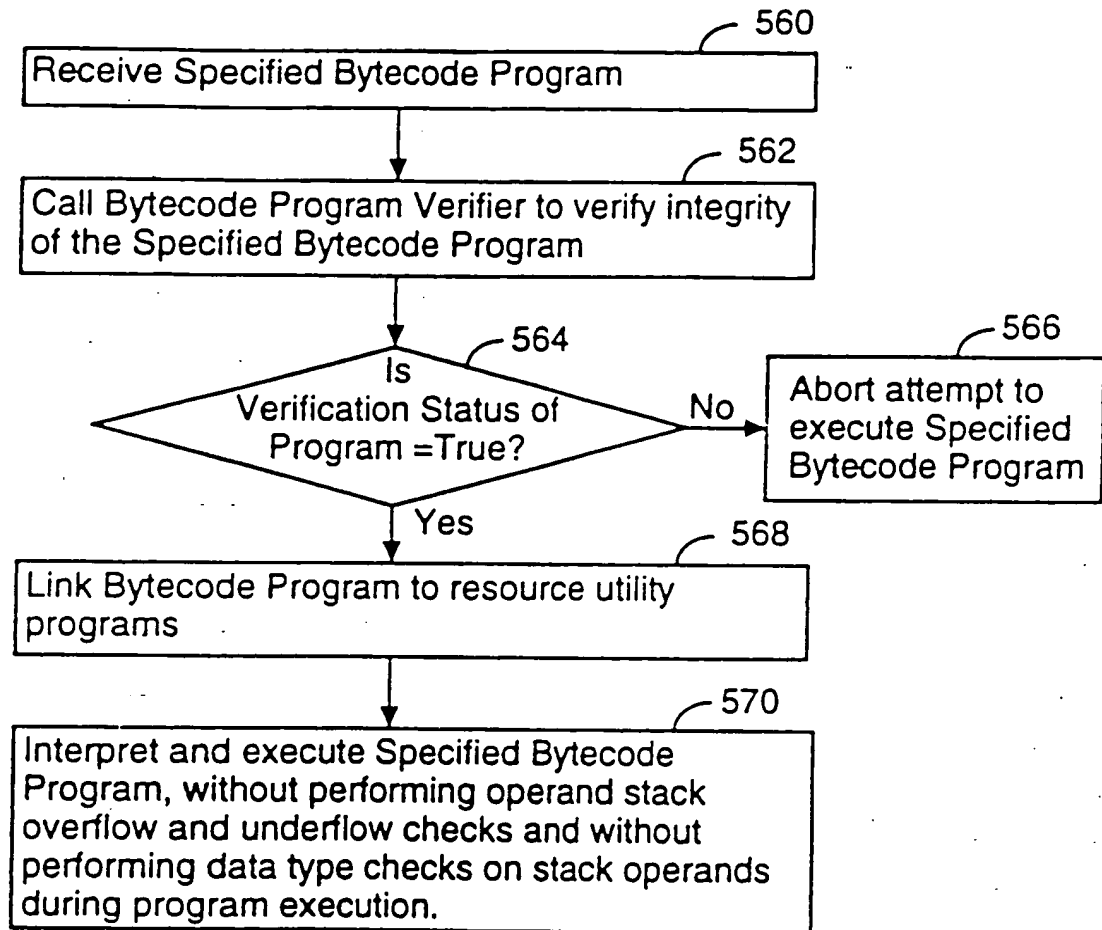 560
Receive Specified Bytecode Program
562
Call Bytecode Program Verifier to verify integrity
of the Specified Bytecode Program
564
Is
Verification Status of
Program =True?
No
566
Abort attempt to
execute Specified
Bytecode Program
Yes
568
Link Bytecode Program to resource utility
programs
570
Interpret and execute Specified Bytecode
Program, without performing operand stack
overflow and underflow checks and without
performing data type checks on stack operands
during program execution.